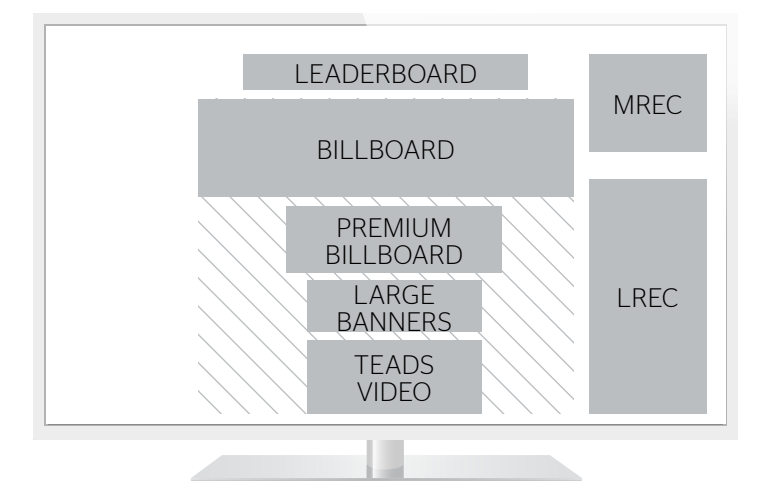 LEADERBOARD
MREC
BILLBOARD
PREMIUM
BILLBOARD
LARGE
BANNERS
LREC
TEADS
VIDEO